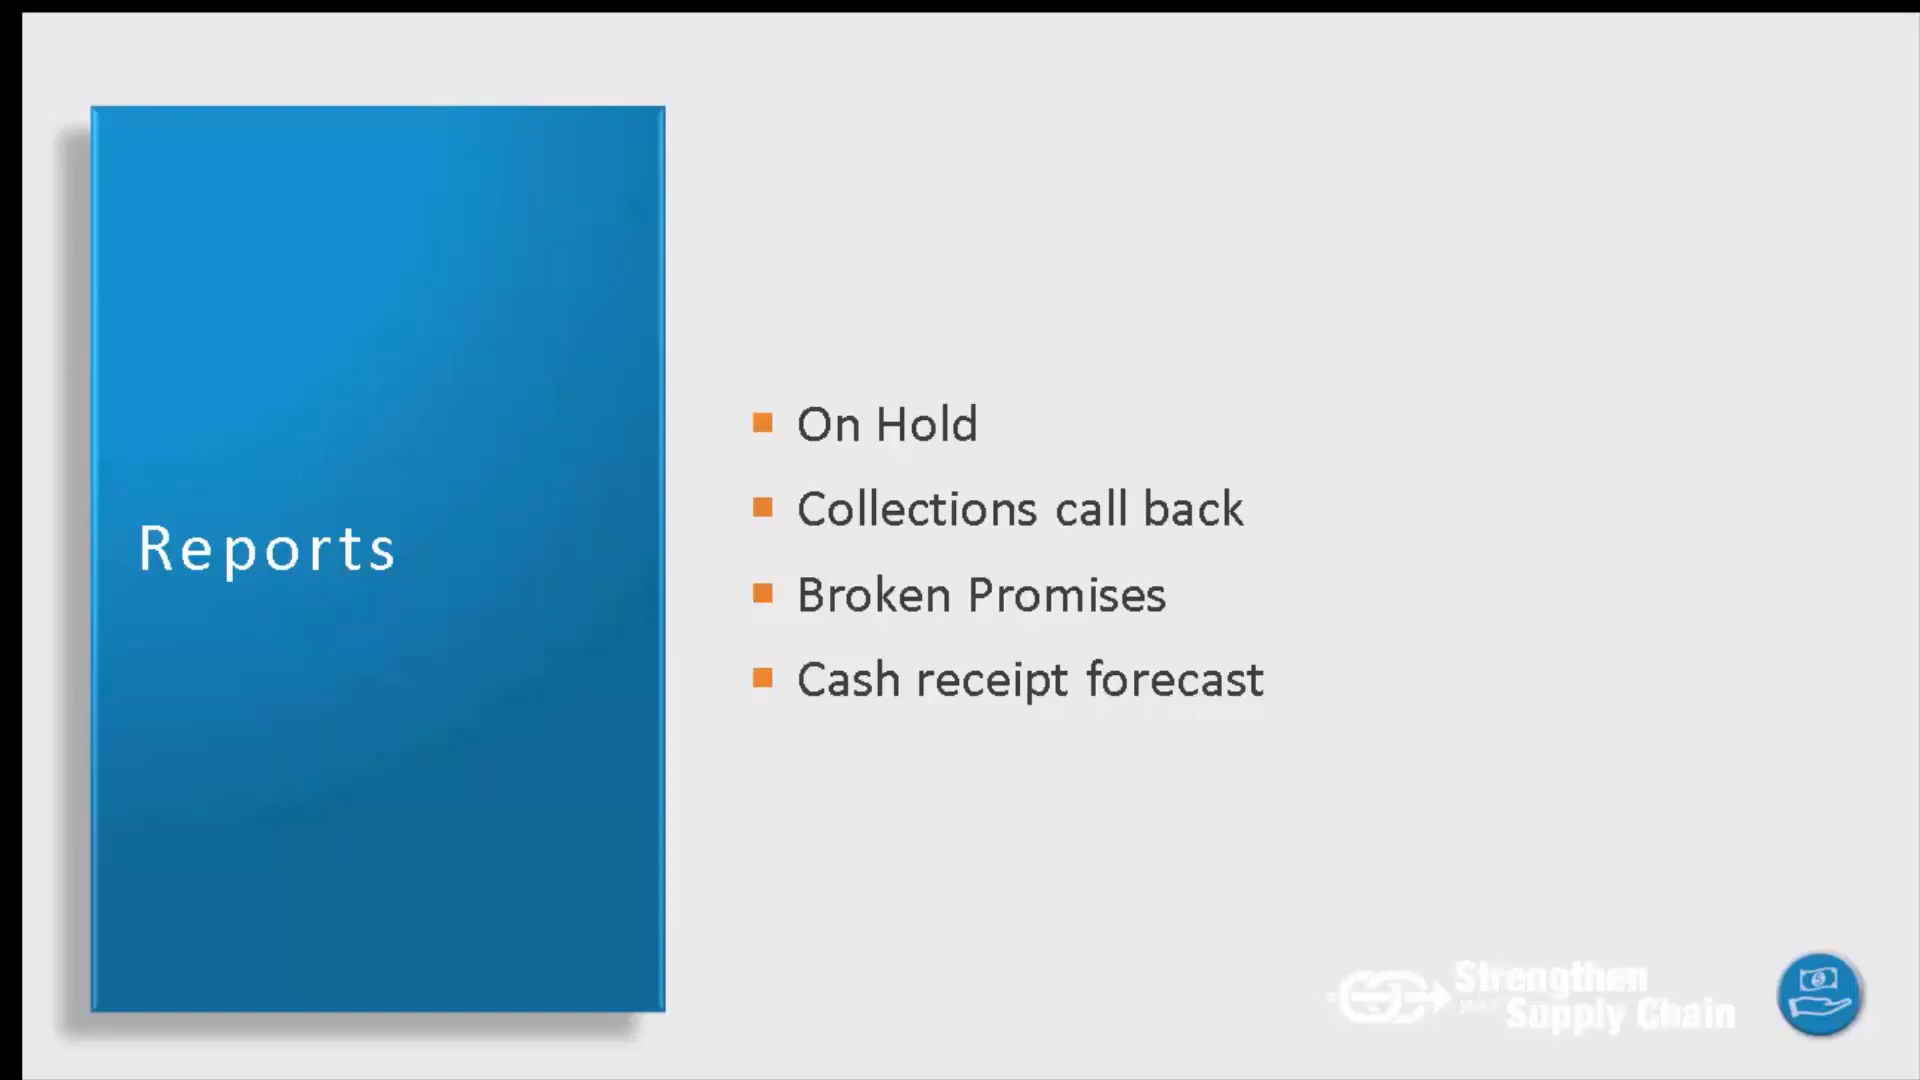 Reports
On Hold
Collections call back
Broken Promises
Cash receipt forecast
Strengthen
Supply Chain